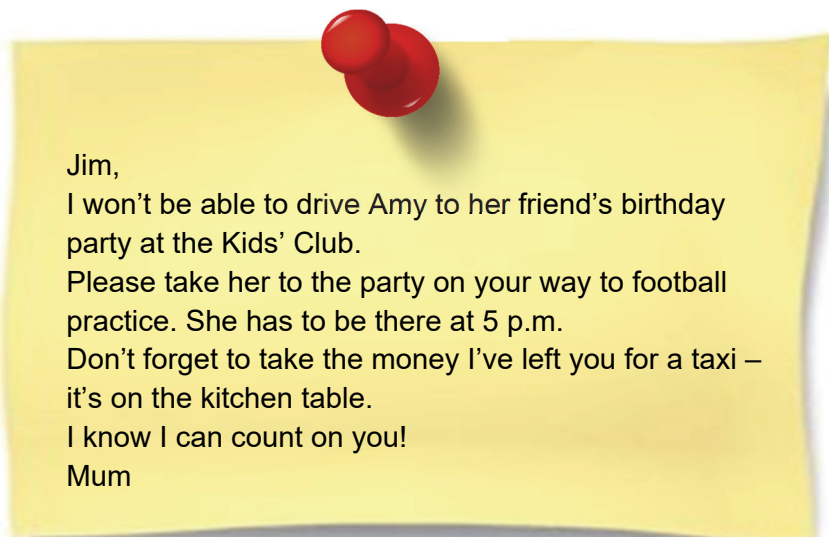 Jim,
I won’t be able to drive Amy to her friend’s birthday
party at the Kids’ Club.
Please take her to the party on your way to football
practice. She has to be there at 5 p.m.
Don’t forget to take the money I’ve left you for a taxi –
it’s on the kitchen table.
I know I can count on you!
Mum